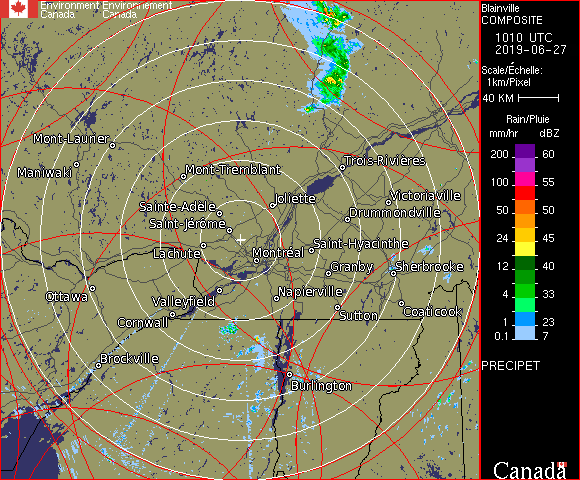 Environment Environnement
Canada Canada
Blainville
COMPOSITE
1010 UTC
2019-06-27
Scale/Échelle:
1km/Pixel
40 KM
Rain/Pluie
mm/hr dBZ
200 60
100 55
50 50
24 45
12 40
4 33
1 23
0.1 7
PRECIPET
Canada
Mont-Laurier
Maniwaki
Mont-Tremblant
Trois-Rivières
Joliette
Victoriaville
Sainte-Adèle
Drummondville
Saint-Jérôme
Lachute
Montréal
Saint-Hyacinthe
Granby
Sherbrooke
Ottawa
Valleyfield
Napierville
Cornwall
Sutton
Coaticook
Brockville
Burlington